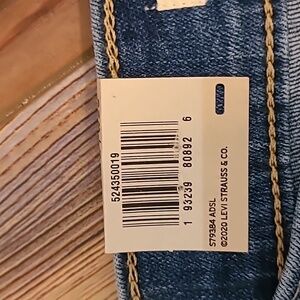 524350019
1 93239 80892 6
S79384 ADSL
©2020 LEVI STRAUSS & CO.